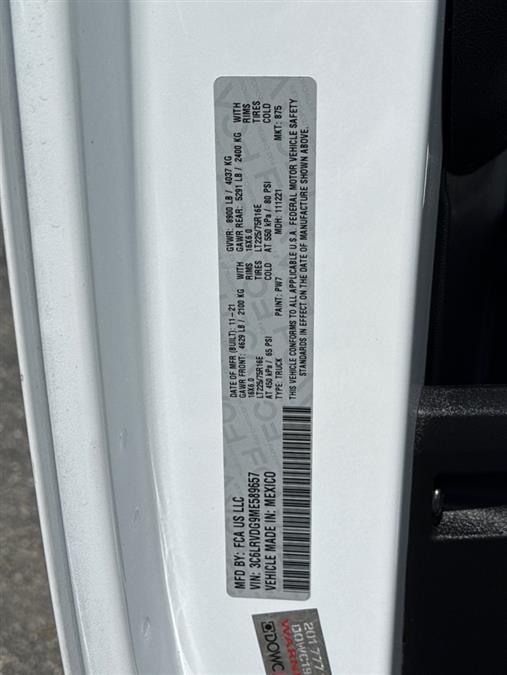 MFD BY: FCA US LLC
DATE OF MFR (BUILT): 11-21
GVWR: 8900 LB / 4037 KG
GAWR FRONT: 4629 LB / 2100 KG WITH
GAWR REAR: 5291 LB / 2400 KG WITH
16X6.0 RIMS
16X6.0 RIMS
LT225/75R16E TIRES
LT225/75R16E TIRES
AT 450 kPa / 65 PSI COLD
AT 550 kPa / 80 PSI COLD
VIN: 3C6LRVDG9ME589657
TYPE: TRUCK
PAINT: PW7
MDH: 111221
MKT: 875
VEHICLE MADE IN: MEXICO
THIS VEHICLE CONFORMS TO ALL APPLICABLE U.S.A. FEDERAL MOTOR VEHICLE SAFETY
STANDARDS IN EFFECT ON THE DATE OF MANUFACTURE SHOWN ABOVE.
DOWC